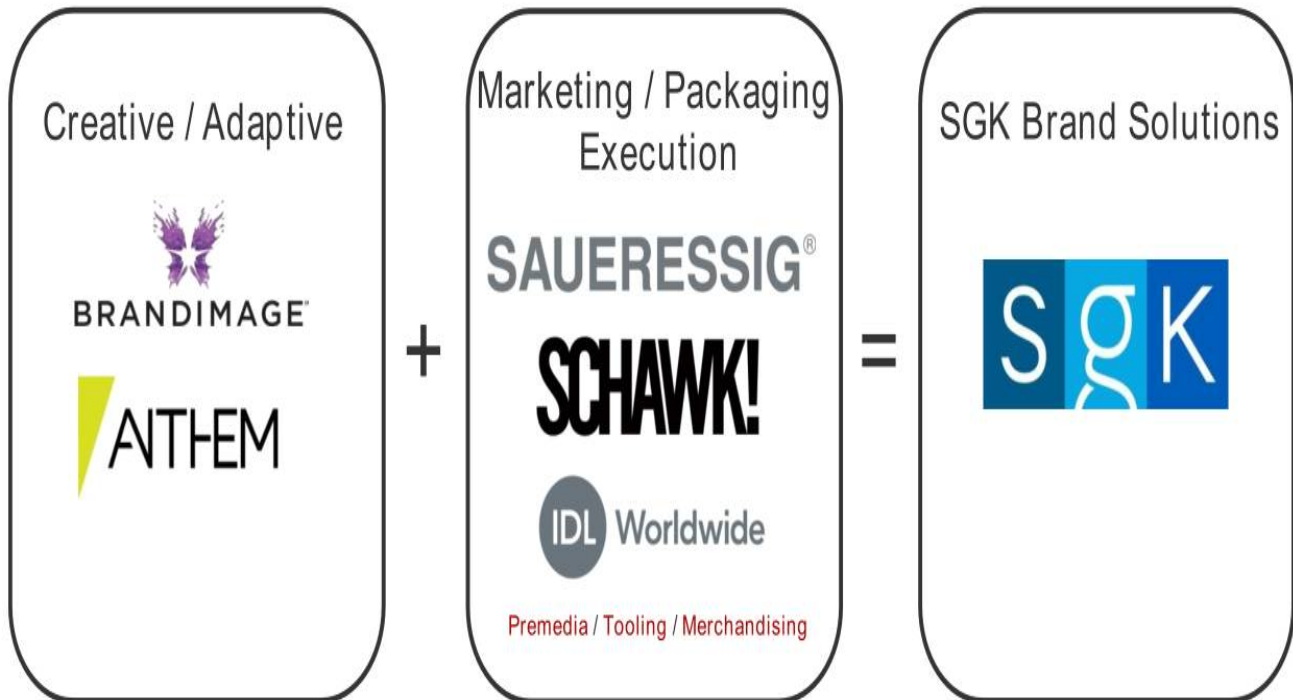 Creative / Adaptive
BRANDIMAGE
ANTHEM
+
Marketing / Packaging
Execution
SAUERESSIG®
SCHAWK!
IDL Worldwide
Premedia / Tooling / Merchandising
=
SGK Brand Solutions
SgK